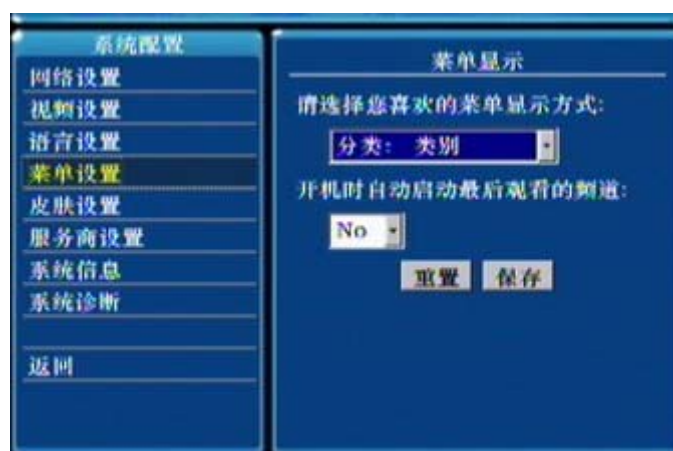 系统配置
网络设置
视频设置
语言设置
菜单设置
皮肤设置
服务商设置
系统信息
系统诊断
返回
菜单显示
请选择您喜欢的菜单显示方式:
分类: 类别
开机时自动启动最后观看的频道:
No
重置 保存